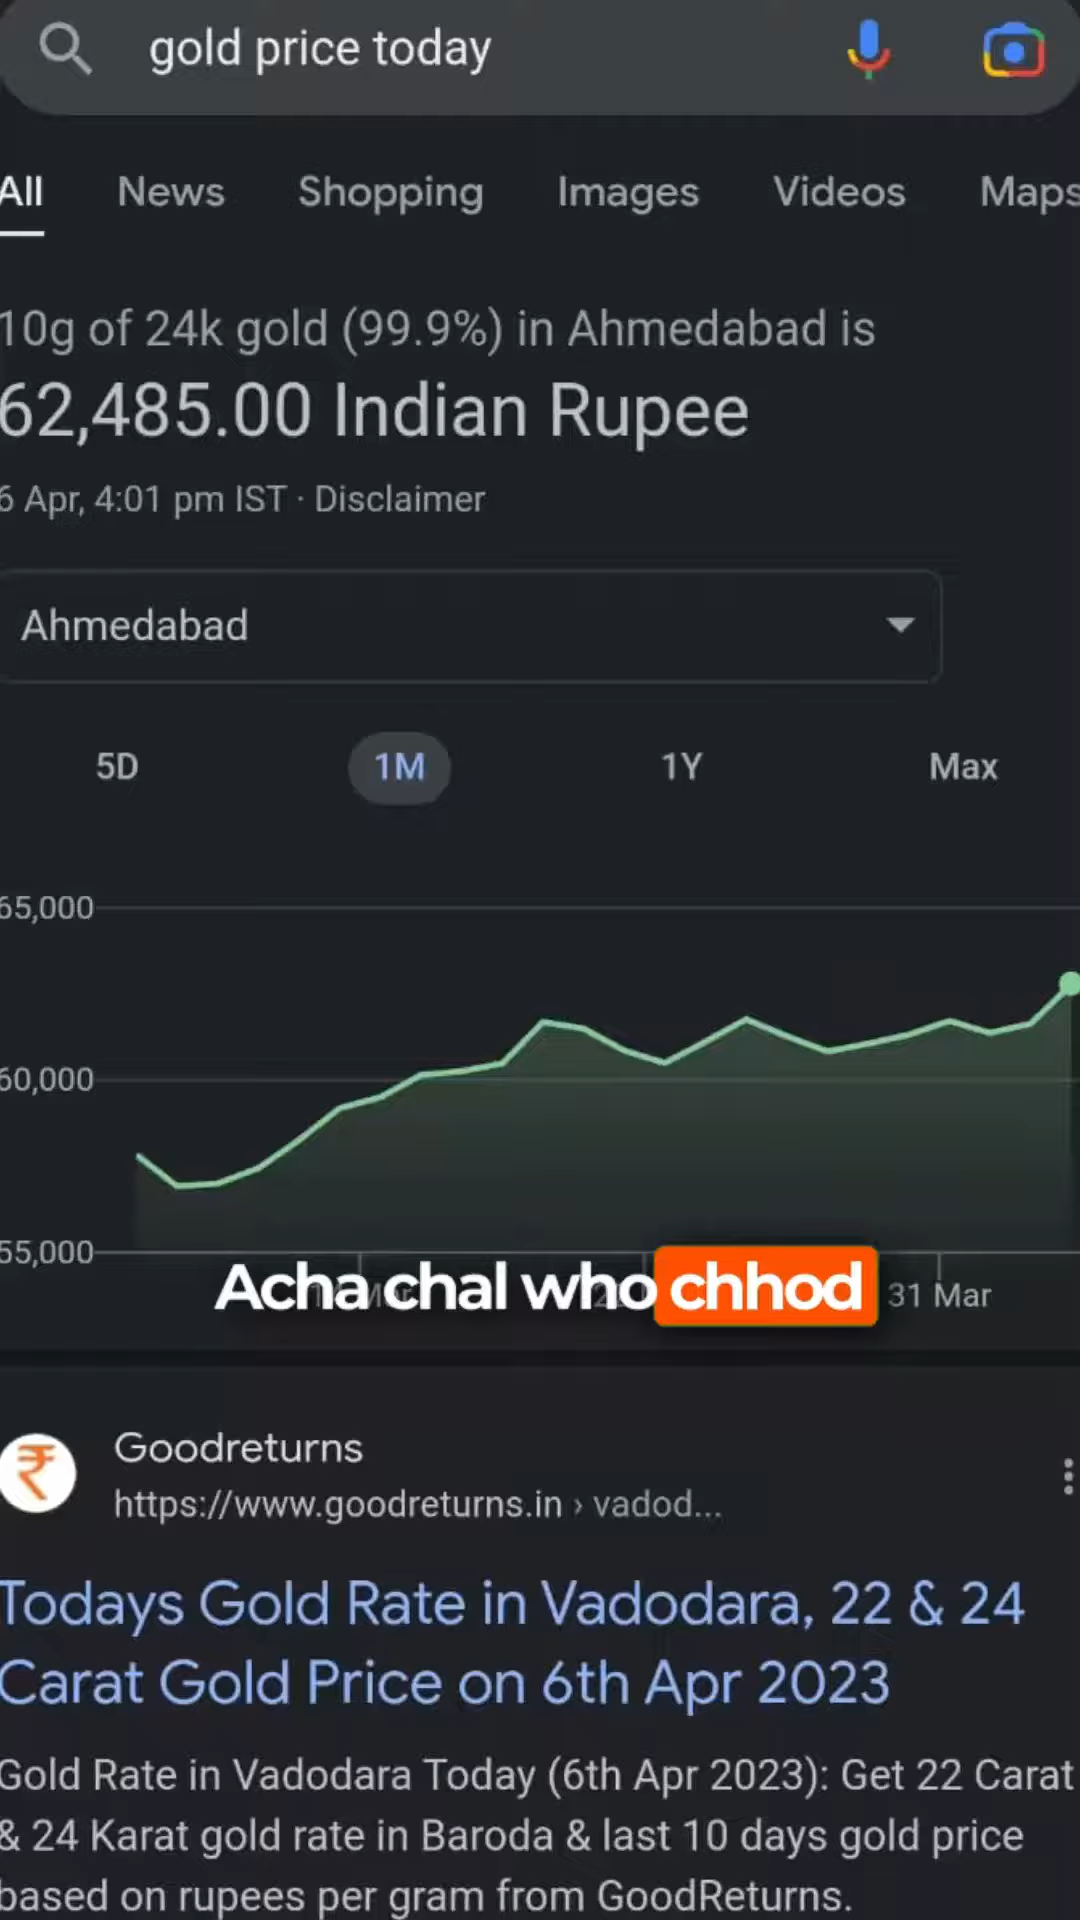 gold price today
All News Shopping Images Videos Maps
10g of 24k gold (99.9%) in Ahmedabad is
62,485.00 Indian Rupee
6 Apr, 4:01 pm IST · Disclaimer
Ahmedabad
5D 1M 1Y Max
65,000
60,000
55,000
Acha chal who chhod
31 Mar
Goodreturns
https://www.goodreturns.in › vadod...
Todays Gold Rate in Vadodara, 22 & 24
Carat Gold Price on 6th Apr 2023
Gold Rate in Vadodara Today (6th Apr 2023): Get 22 Carat
& 24 Karat gold rate in Baroda & last 10 days gold price
based on rupees per gram from GoodReturns.